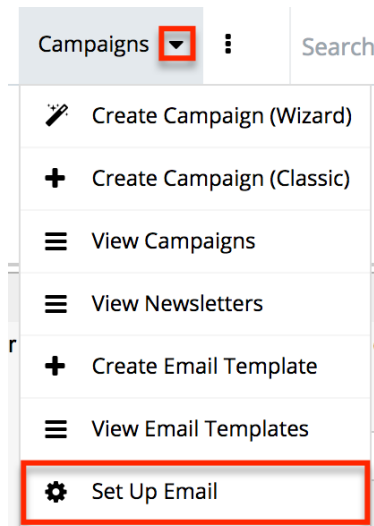 Campaigns
Search
Create Campaign (Wizard)
Create Campaign (Classic)
View Campaigns
View Newsletters
r
Create Email Template
View Email Templates
Set Up Email